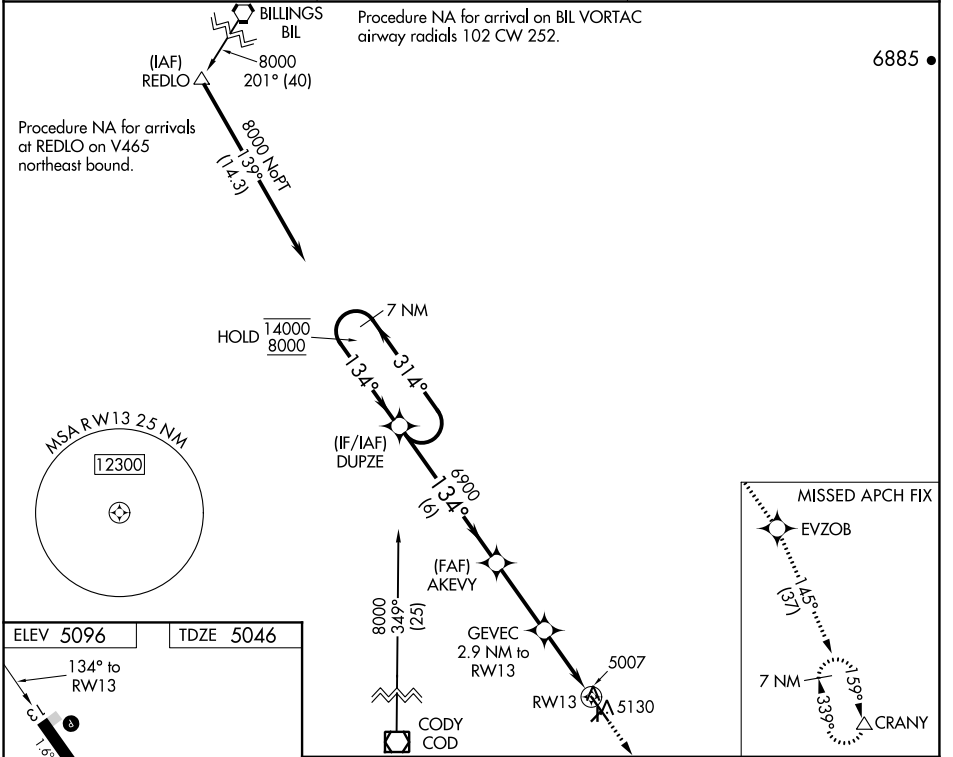 BILLINGS
BIL
Procedure NA for arrival on BIL VORTAC
airway radials 102 CW 252.
6885
(IAF)
REDLO
8000
201° (40)
Procedure NA for arrivals
at REDLO on V465
northeast bound.
8000 NoPT
139°
(14.3)
7 NM
HOLD 14000
8000
134°
314°
(IF/IAF)
DUPZE
MSA RW13 25 NM
12300
6900
134°
(6)
MISSED APCH FIX
EVZOB
145°
(37)
7 NM
159°
339°
CRANY
(FAF)
AKEVY
8000
349°
(25)
GEVEC
2.9 NM to
RW13
5007
RW13
5130
CODY
COD
ELEV 5096
TDZE 5046
134° to
RW13
13
P
1.6°